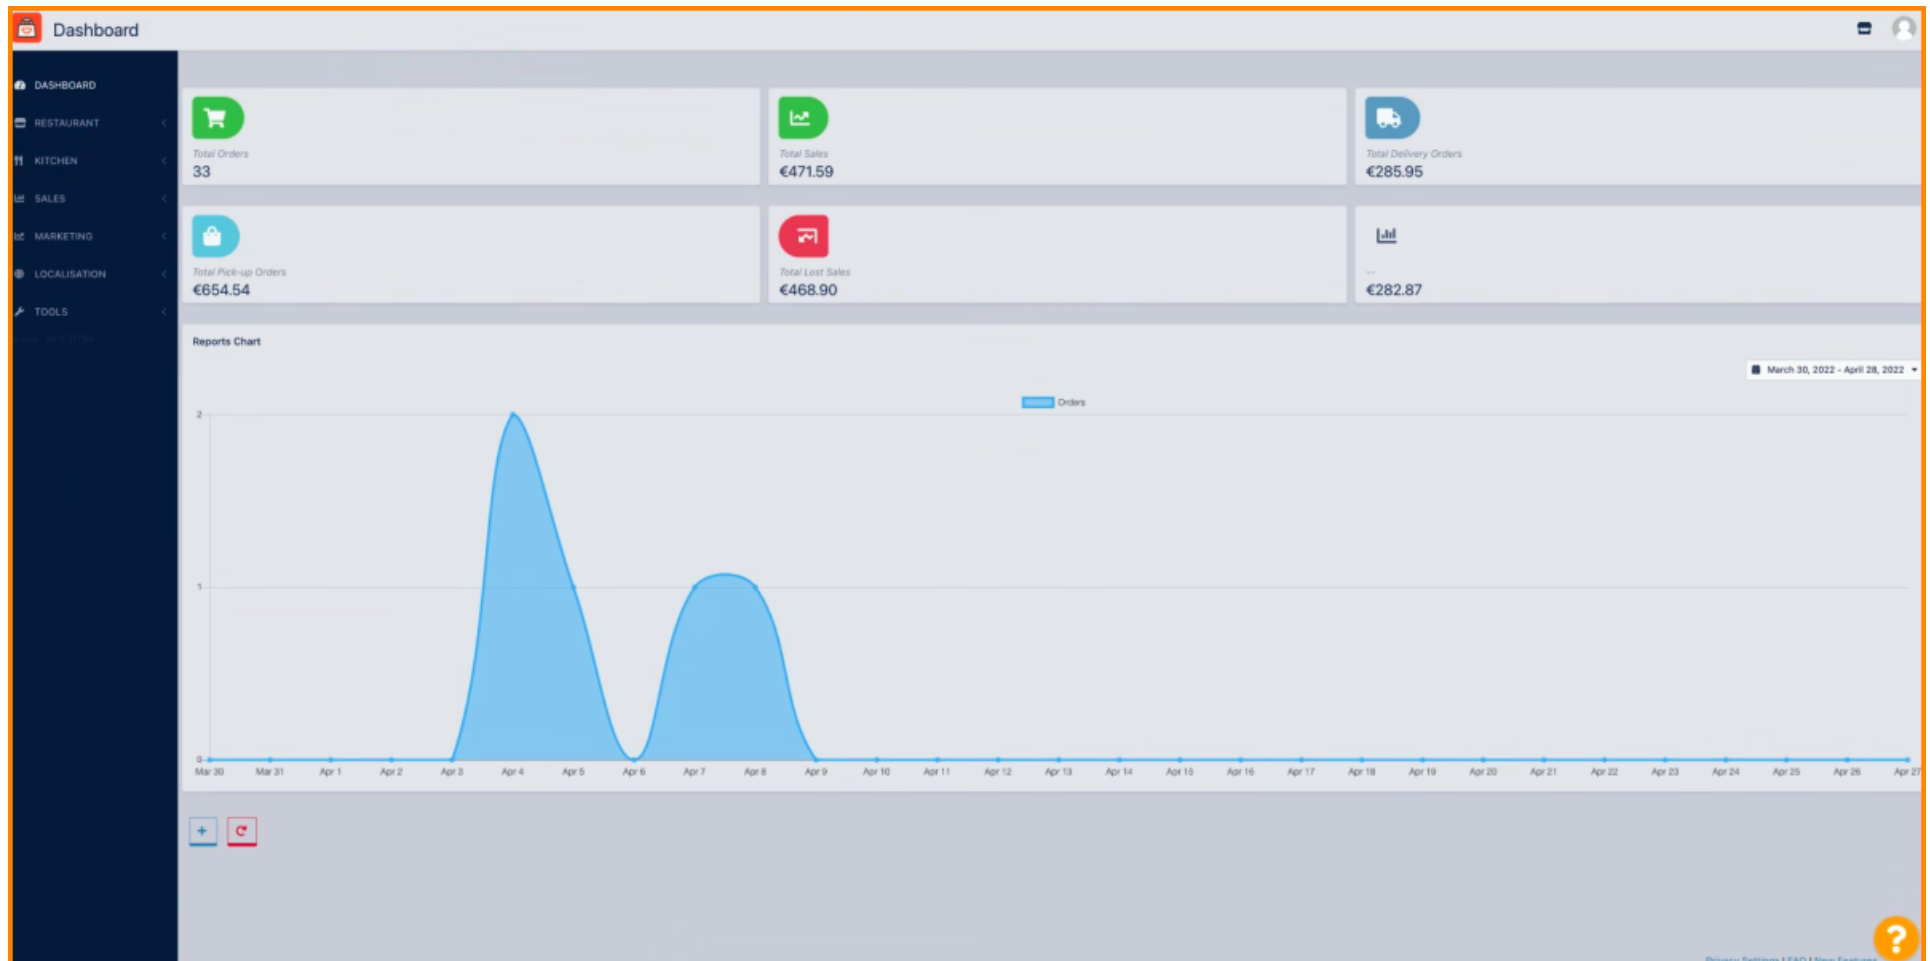 Dashboard
DASHBOARD
RESTAURANT
KITCHEN
SALES
MARKETING
LOCALISATION
TOOLS
Total Orders
33
Total Sales
€471.59
Total Delivery Orders
€285.95
Total Pick-up Orders
€654.54
Total Lost Sales
€468.90
--
€282.87
Reports Chart
March 30, 2022 - April 28, 2022
Orders
2
1
0
Mar 30 Mar 31 Apr 1 Apr 2 Apr 3 Apr 4 Apr 5 Apr 6 Apr 7 Apr 8 Apr 9 Apr 10 Apr 11 Apr 12 Apr 13 Apr 14 Apr 15 Apr 16 Apr 17 Apr 18 Apr 19 Apr 20 Apr 21 Apr 22 Apr 23 Apr 24 Apr 25 Apr 26 Apr 27
+
?
Privacy Settings | FAQ | New Features